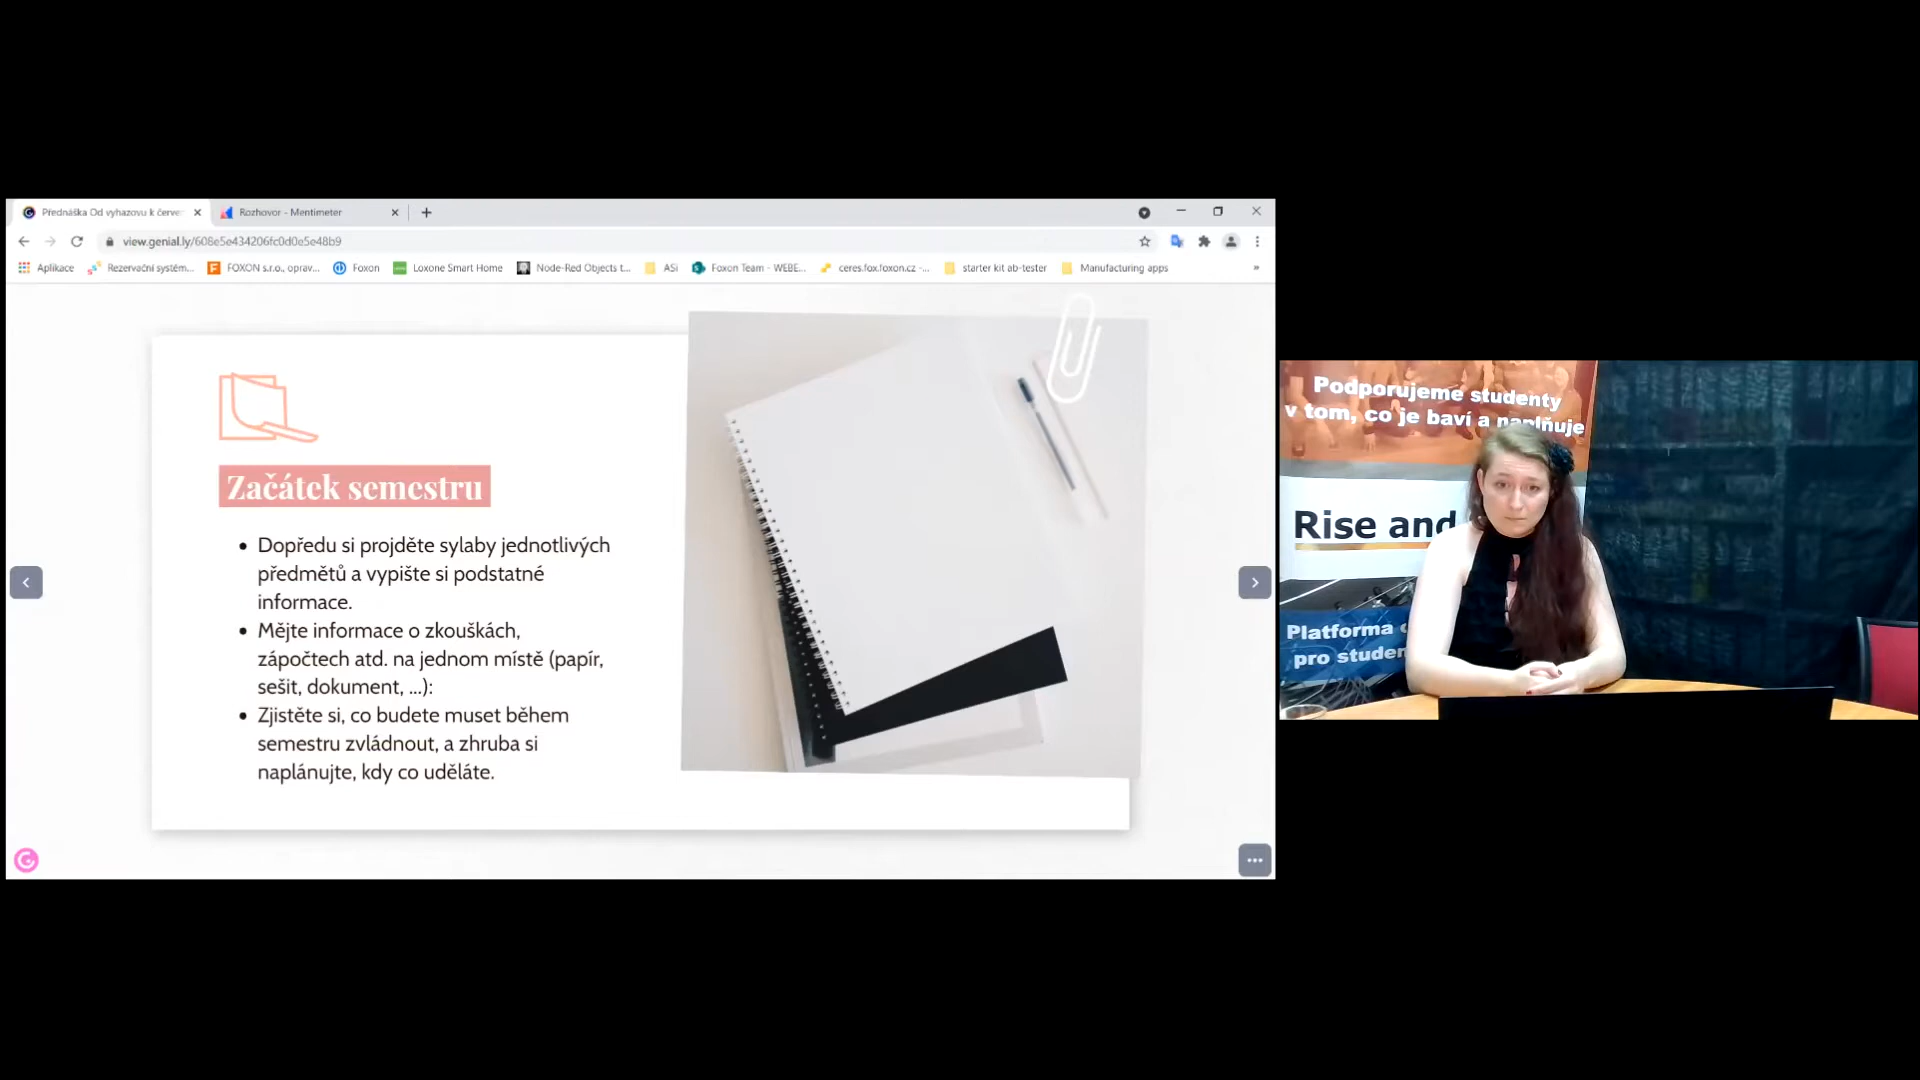 Přednáška Od vyhazovu k červe
Rozhovor - Mentimeter
view.genial.ly/608e5e434206fc0d0e5e48b9
Aplikace
Rezervační systém...
FOXON s.r.o., oprav...
Foxon
Loxone Smart Home
Node-Red Objects t...
ASi
Foxon Team - WEBE...
ceres.fox.foxon.cz -...
starter kit ab-tester
Manufacturing apps
»
Začátek semestru
• Dopředu si projděte sylaby jednotlivých
předmětů a vypište si podstatné
informace.
• Mějte informace o zkouškách,
zápočtech atd. na jednom místě (papír,
sešit, dokument, ...):
• Zjistěte si, co budete muset během
semestru zvládnout, a zhruba si
naplánujte, kdy co uděláte.
Podporujeme studenty
v tom, co je baví a naplňuje
Rise and
Platforma
pro studen